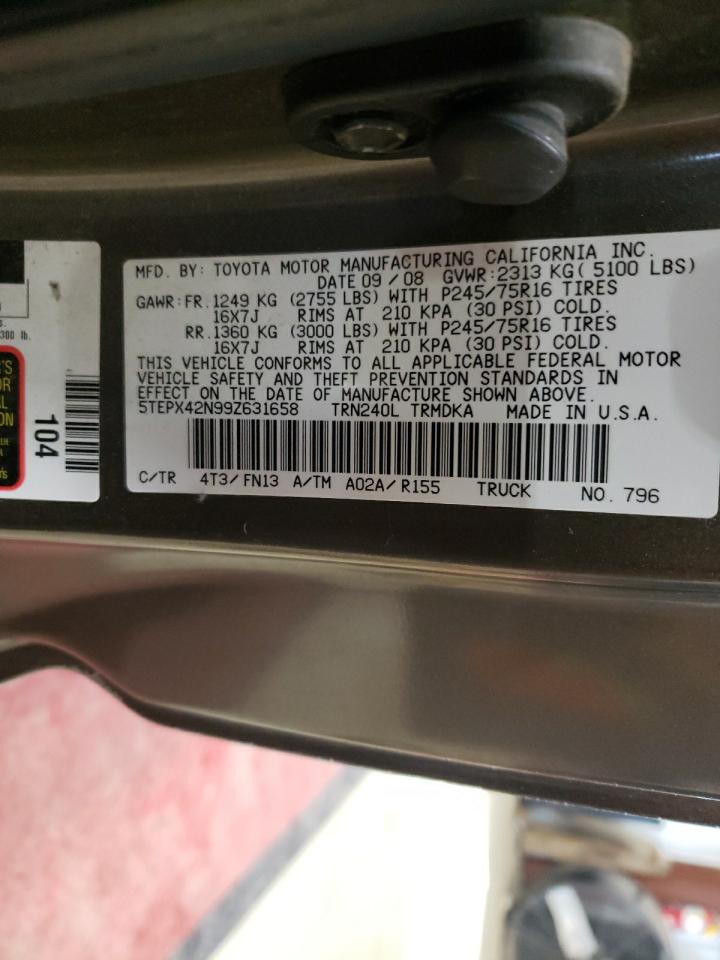 MFD. BY: TOYOTA MOTOR MANUFACTURING CALIFORNIA INC.
DATE 09 / 08 GVWR:2313 KG( 5100 LBS)
GAWR:FR.1249 KG (2755 LBS) WITH P245/75R16 TIRES
16X7J RIMS AT 210 KPA (30 PSI) COLD.
RR.1360 KG (3000 LBS) WITH P245/75R16 TIRES
16X7J RIMS AT 210 KPA (30 PSI) COLD.
THIS VEHICLE CONFORMS TO ALL APPLICABLE FEDERAL MOTOR
VEHICLE SAFETY AND THEFT PREVENTION STANDARDS IN
EFFECT ON THE DATE OF MANUFACTURE SHOWN ABOVE.
5TEPX42N99Z631658 TRN240L TRMDKA MADE IN U.S.A.
C/TR 4T3/ FN13 A/TM A02A/ R155 TRUCK NO. 796
300 lb.
104